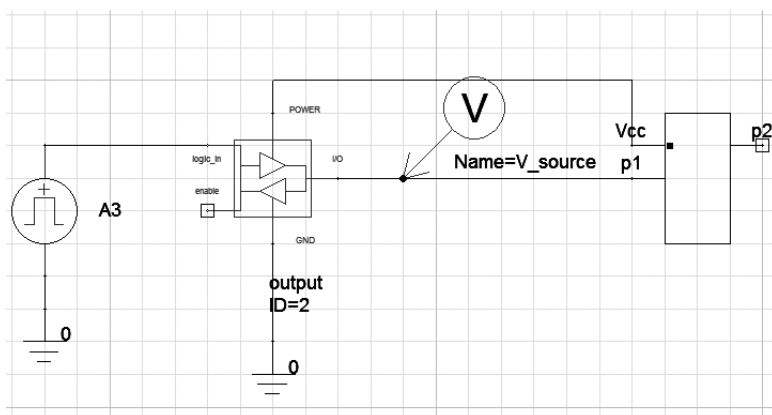 POWER
V
Vcc
p2
logic_in
I/O
Name=V_source
p1
enable
A3
GND
output
ID=2
0
0